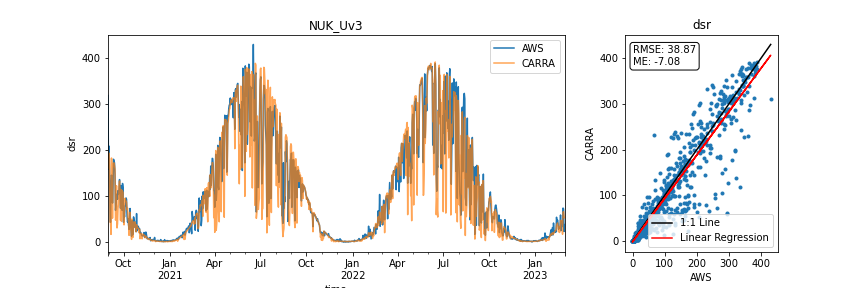 NUK_Uv3
dsr
400
300
200
100
0
AWS
CARRA
Oct
Jan
2021
Apr
Jul
Oct
Jan
2022
Apr
Jul
Oct
Jan
2023
time
dsr
RMSE: 38.87
ME: -7.08
CARRA
400
300
200
100
0
1:1 Line
Linear Regression
0
100
200
300
400
AWS